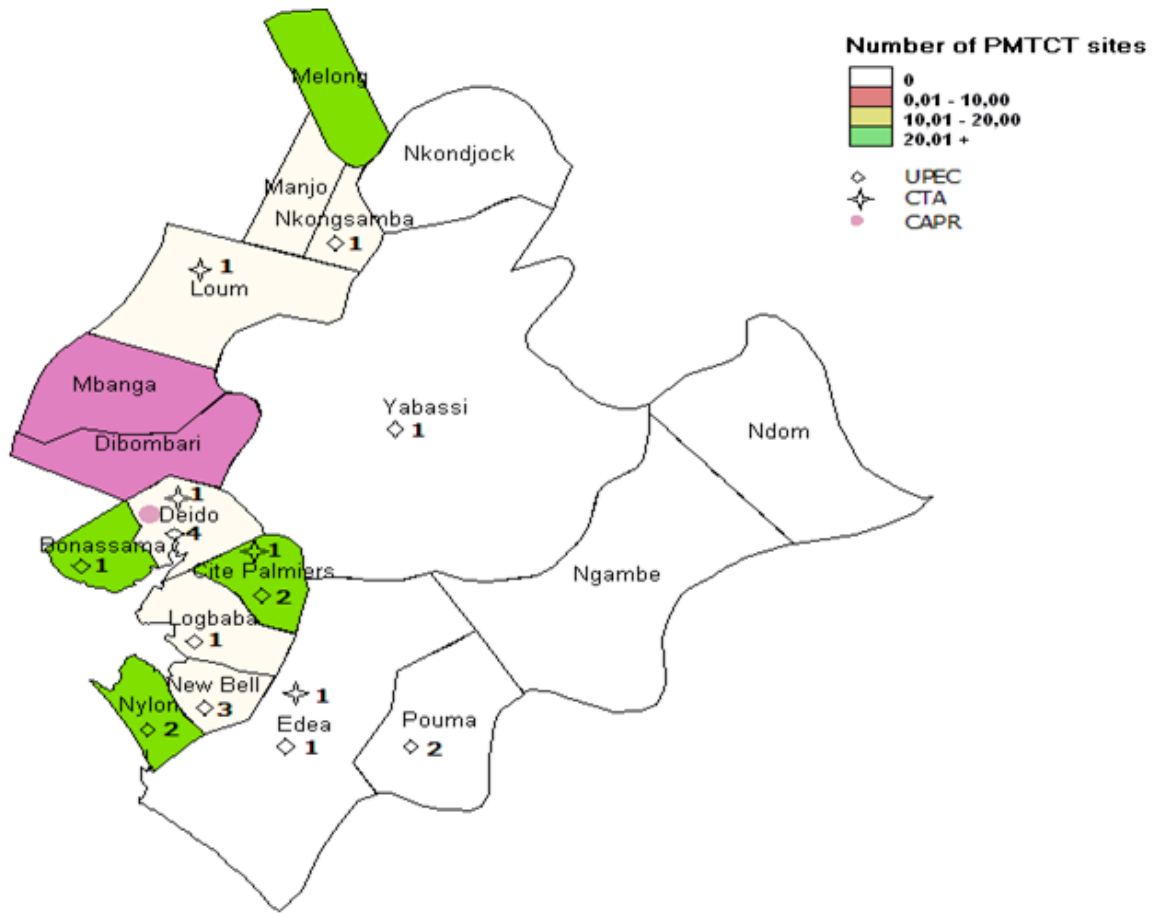 Number of PMTCT sites
0
0,01 - 10,00
10,01 - 20,00
20,01 +
UPEC
CTA
CAPR
Melong
Nkondjock
Manjo
Nkongsamba
1
1
Loum
Mbanga
Yabassi
1
Dibombari
Ndom
1
Deido
4
Bonassama
1
1
Cite Palmiers
2
Ngambe
Logbaba
1
New Bell
3
Nylon
2
1
Edea
1
Pouma
2